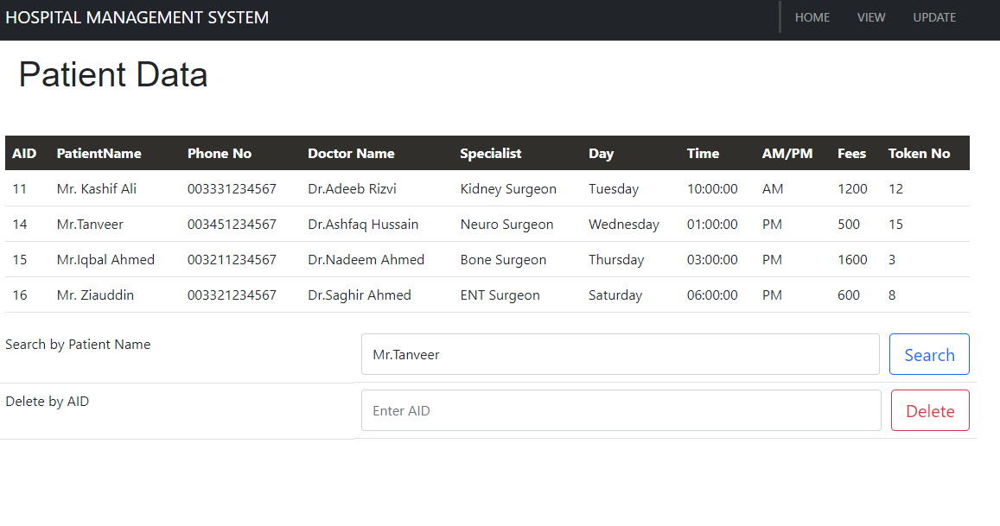 HOSPITAL MANAGEMENT SYSTEM HOME VIEW UPDATE
Patient Data
AID PatientName Phone No Doctor Name Specialist Day Time AM/PM Fees Token No
11 Mr. Kashif Ali 003331234567 Dr.Adeeb Rizvi Kidney Surgeon Tuesday 10:00:00 AM 1200 12
14 Mr.Tanveer 003451234567 Dr.Ashfaq Hussain Neuro Surgeon Wednesday 01:00:00 PM 500 15
15 Mr.Iqbal Ahmed 003211234567 Dr.Nadeem Ahmed Bone Surgeon Thursday 03:00:00 PM 1600 3
16 Mr. Ziauddin 003321234567 Dr.Saghir Ahmed ENT Surgeon Saturday 06:00:00 PM 600 8
Search by Patient Name Mr.Tanveer Search
Delete by AID Enter AID Delete